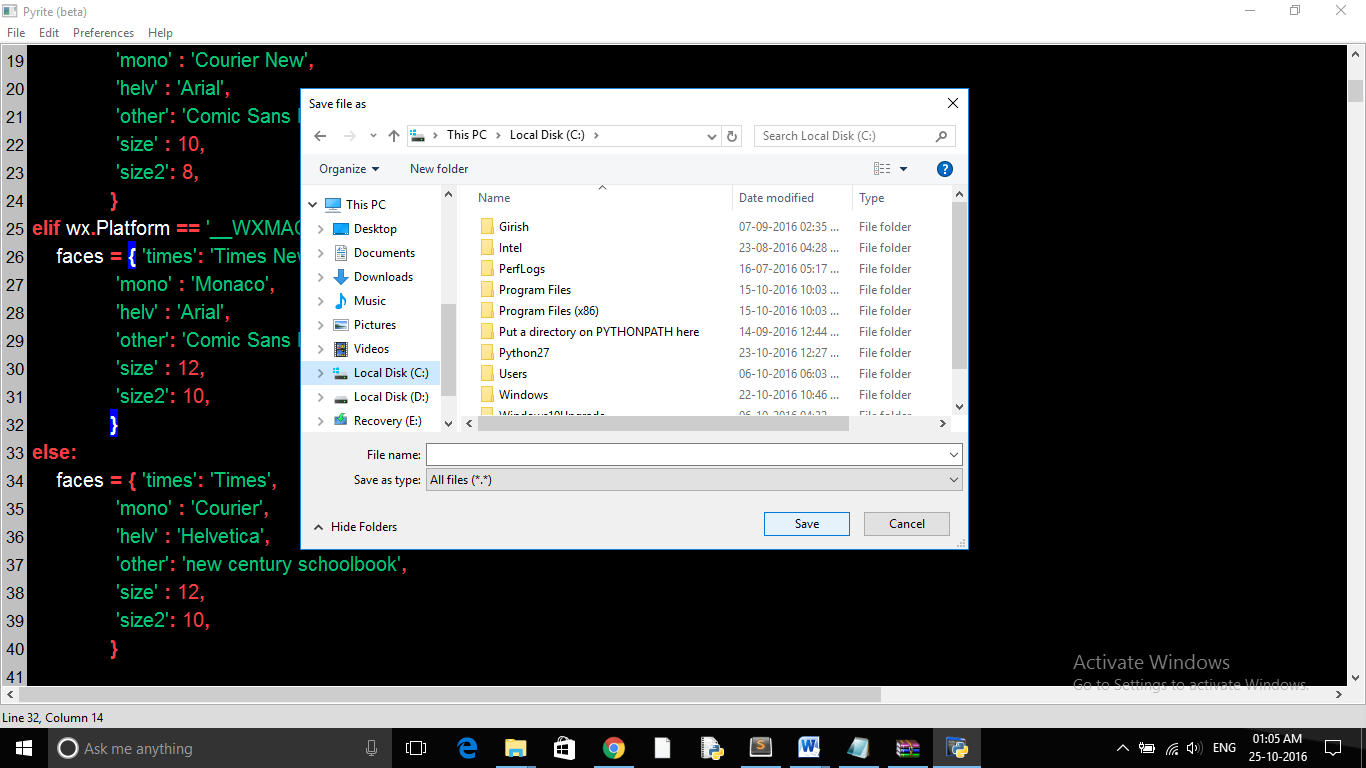 Pyrite (beta)
File Edit Preferences Help
19 'mono' : 'Courier New',
20 'helv' : 'Arial',
21 'other': 'Comic Sans
22 'size' : 10,
23 'size2': 8,
24 }
25 elif wx.Platform == '__WXMAC
26 faces = { 'times': 'Times New
27 'mono' : 'Monaco',
28 'helv' : 'Arial',
29 'other': 'Comic Sans
30 'size' : 12,
31 'size2': 10,
32 }
33 else:
34 faces = { 'times': 'Times',
35 'mono' : 'Courier',
36 'helv' : 'Helvetica',
37 'other': 'new century schoolbook',
38 'size' : 12,
39 'size2': 10,
40 }
41
Save file as
This PC > Local Disk (C:) >
Search Local Disk (C:)
Organize New folder
This PC
Desktop
Documents
Downloads
Music
Pictures
Videos
Local Disk (C:)
Local Disk (D:)
Recovery (E:)
Name Date modified Type
Girish 07-09-2016 02:35 ... File folder
Intel 23-08-2016 04:28 ... File folder
PerfLogs 16-07-2016 05:17 ... File folder
Program Files 15-10-2016 10:03 ... File folder
Program Files (x86) 15-10-2016 10:03 ... File folder
Put a directory on PYTHONPATH here 14-09-2016 12:44 ... File folder
Python27 23-10-2016 12:27 ... File folder
Users 06-10-2016 06:03 ... File folder
Windows 22-10-2016 10:46 ... File folder
Windows10Upgrade 06-10-2016 04:32 ... File folder
File name:
Save as type: All files (*.*)
Hide Folders
Save Cancel
Activate Windows
Go to Settings to activate Windows.
Line 32, Column 14
Ask me anything
ENG
01:05 AM
25-10-2016